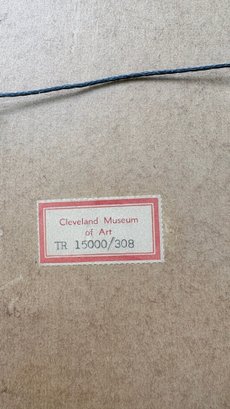 Cleveland Museum
of Art
TR 15000/308